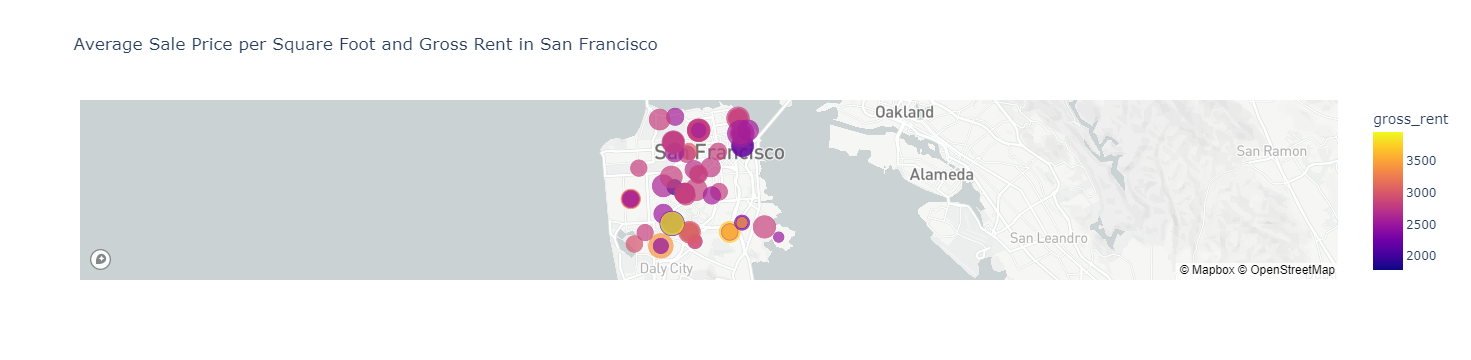 Average Sale Price per Square Foot and Gross Rent in San Francisco
Oakland
San Francisco
San Ramon
Alameda
San Leandro
Daly City
© Mapbox © OpenStreetMap
gross_rent
3500
3000
2500
2000